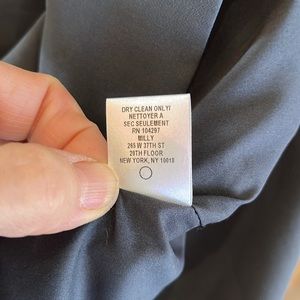 DRY CLEAN ONLY!
NETTOYER A
SEC SEULEMENT
RN 104297
MILLY
265 W 37TH ST
20TH FLOOR
NEW YORK, NY 10018